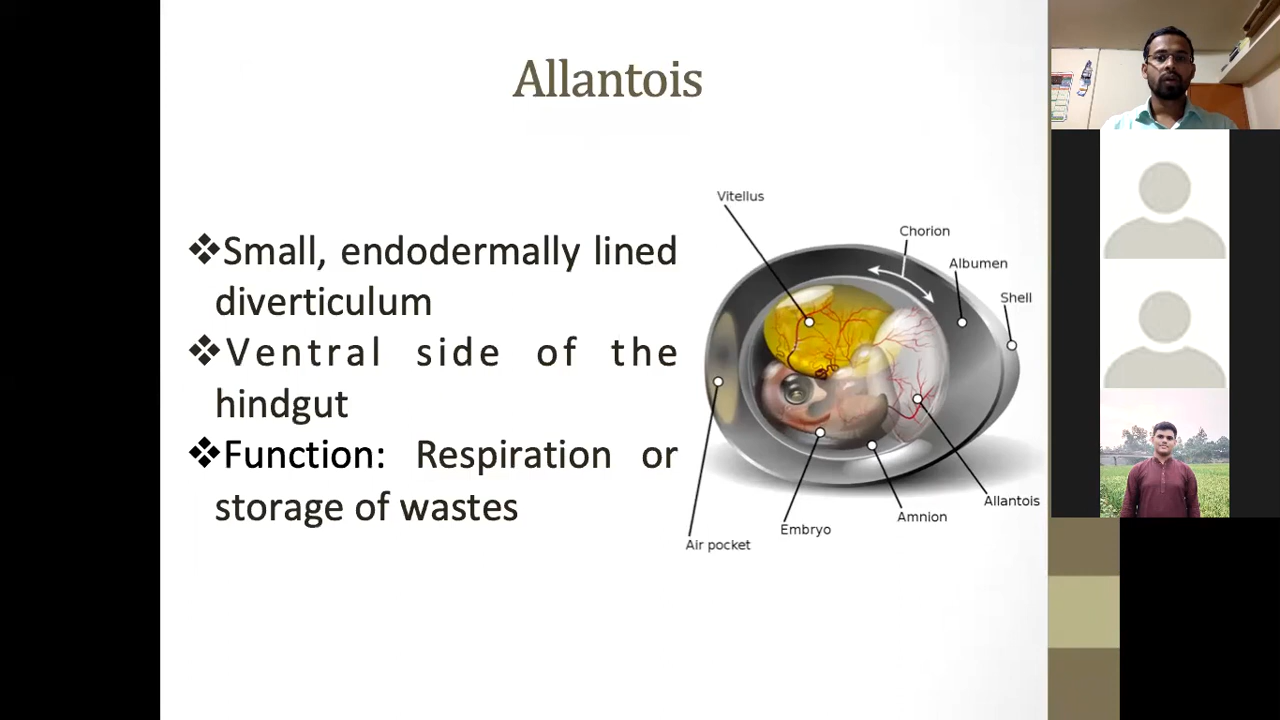 Allantois
❖Small, endodermally lined
diverticulum
❖Ventral side of the
hindgut
❖Function: Respiration or
storage of wastes
Vitellus
Chorion
Albumen
Shell
Allantois
Amnion
Embryo
Air pocket